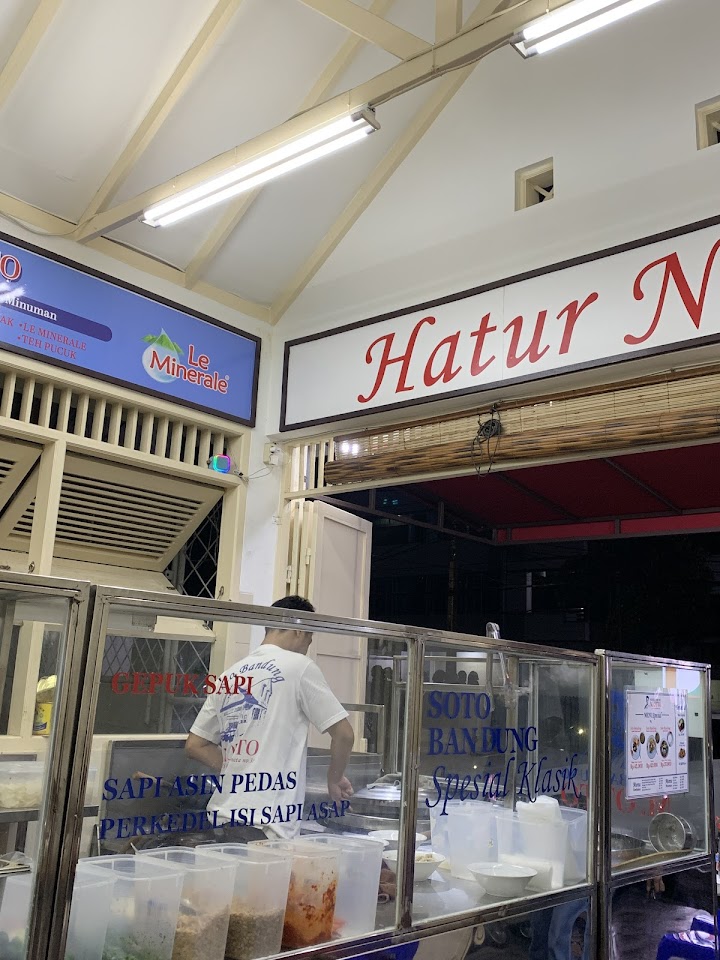 Minuman
• LE MINERALE
• TEH PUCUK
Le
Minerale
Hatur N
GEPUK SAPI
SAPI ASIN PEDAS
PERKEDEL ISI SAPI ASAP
Bandung
SOTO
BANDUNG
Spesial Klasik